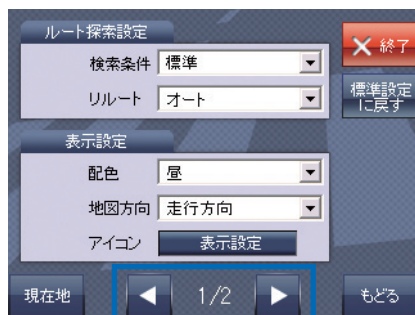 ルート探索設定
検索条件 標準
リルート オート
表示設定
配色 昼
地図方向 走行方向
アイコン 表示設定
終了
標準設定
に戻す
現在地
1/2
もどる